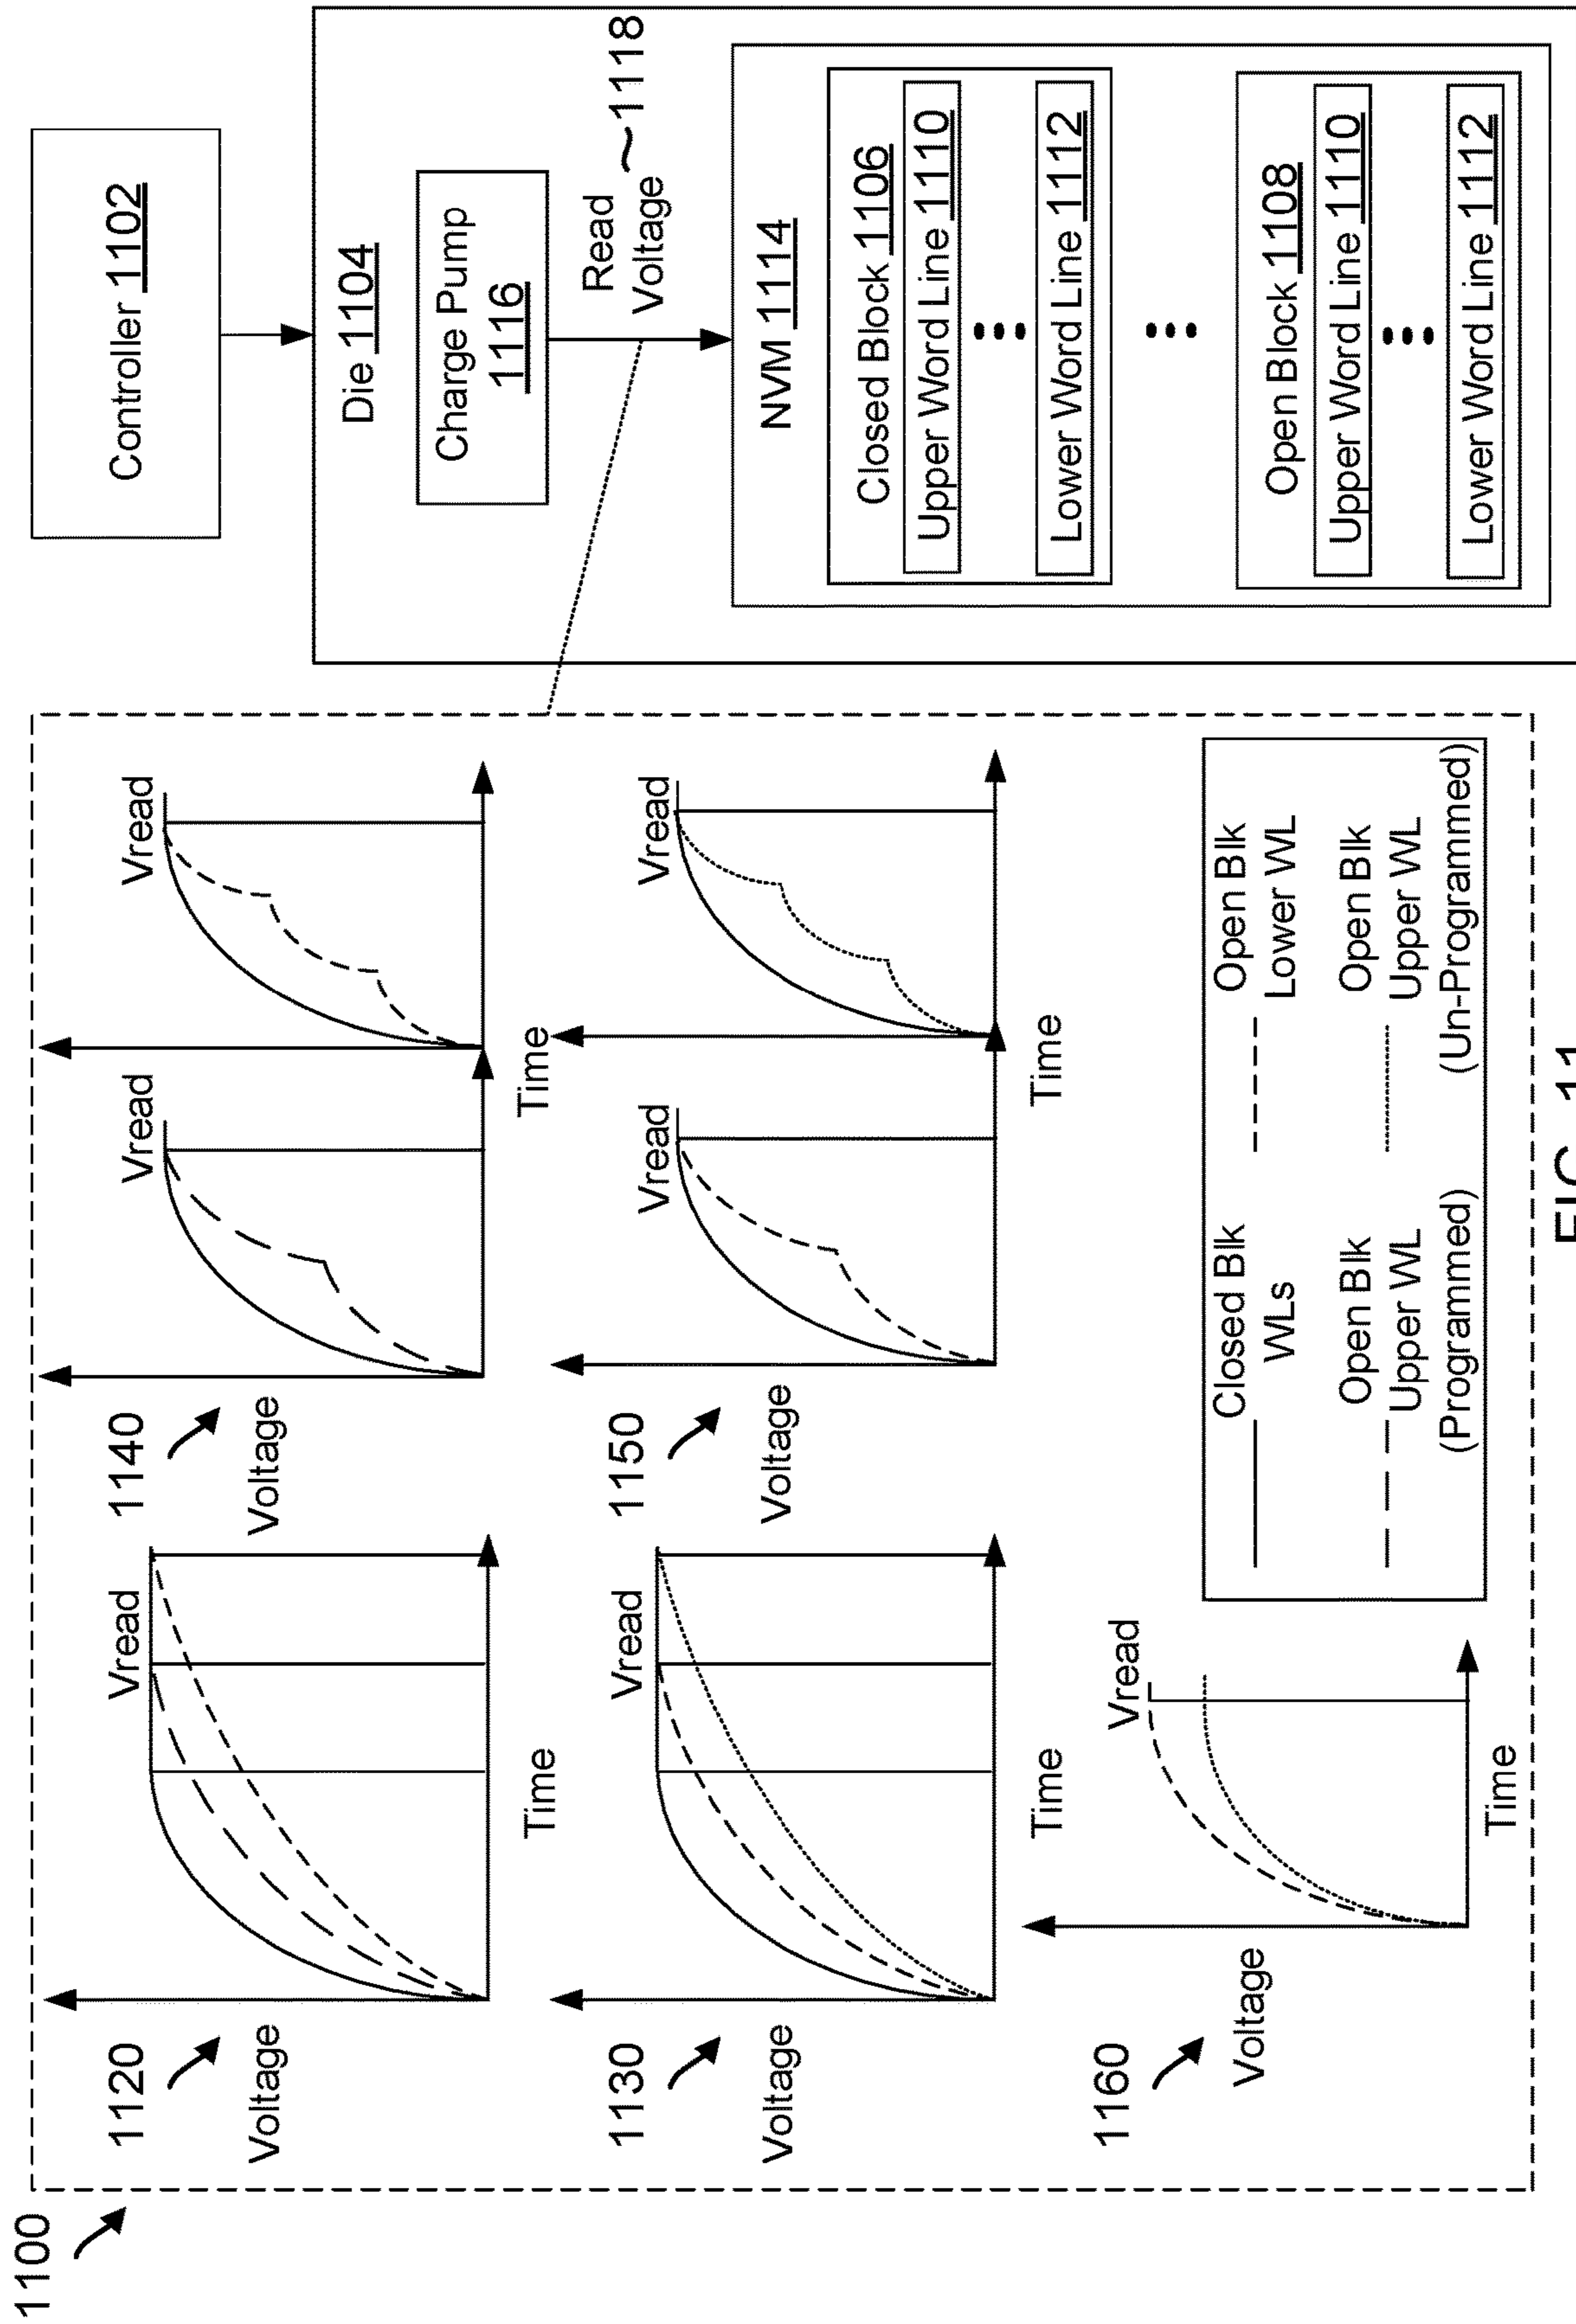 1100
1120
Voltage
Vread
Time
1140
Voltage
Vread
Vread
Time
1130
Voltage
Vread
Time
1150
Voltage
Vread
Vread
Time
1160
Voltage
Vread
Time
Closed Blk
WLs
Open Blk
Lower WL
Open Blk
Upper WL
(Programmed)
Open Blk
Upper WL
(Un-Programmed)
Controller 1102
Die 1104
Charge Pump
1116
Read
Voltage
1118
NVM 1114
Closed Block 1106
Upper Word Line 1110
Lower Word Line 1112
Open Block 1108
Upper Word Line 1110
Lower Word Line 1112
FIG. 11